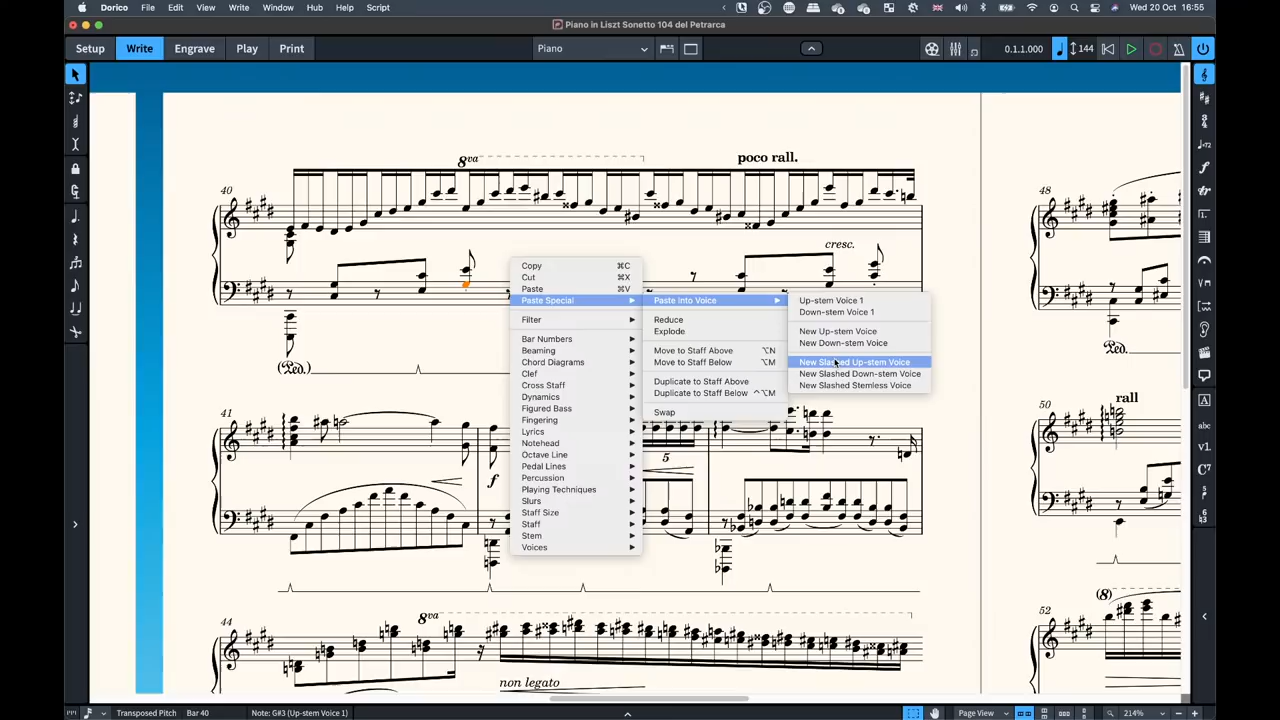 Dorico File Edit View Write Window Hub Help Script Wed 20 Oct 16:55
Piano in Liszt Sonetto 104 del Petrarca
Setup Write Engrave Play Print Piano 0.1.1.000 144
8va
poco rall.
40
48
cresc.
(Ped.)
Ped.
Copy ⌘C
Cut ⌘X
Paste ⌘V
Paste Special
Filter
Bar Numbers
Beaming
Chord Diagrams
Clef
Cross Staff
Dynamics
Figured Bass
Fingering
Lyrics
Notehead
Octave Line
Pedal Lines
Percussion
Playing Techniques
Slurs
Staff Size
Staff
Stem
Voices
Paste Into Voice
Reduce
Explode
Move to Staff Above ⌥N
Move to Staff Below ⌥M
Duplicate to Staff Above
Duplicate to Staff Below ^⌥M
Swap
Up-stem Voice 1
Down-stem Voice 1
New Up-stem Voice
New Down-stem Voice
New Slashed Up-stem Voice
New Slashed Down-stem Voice
New Slashed Stemless Voice
41
f
5
rall
50
44
8va
(8)
52
non legato
abc
v1.
C7
Transposed Pitch Bar 40 Note: G#3 (Up-stem Voice 1) Page View 214%